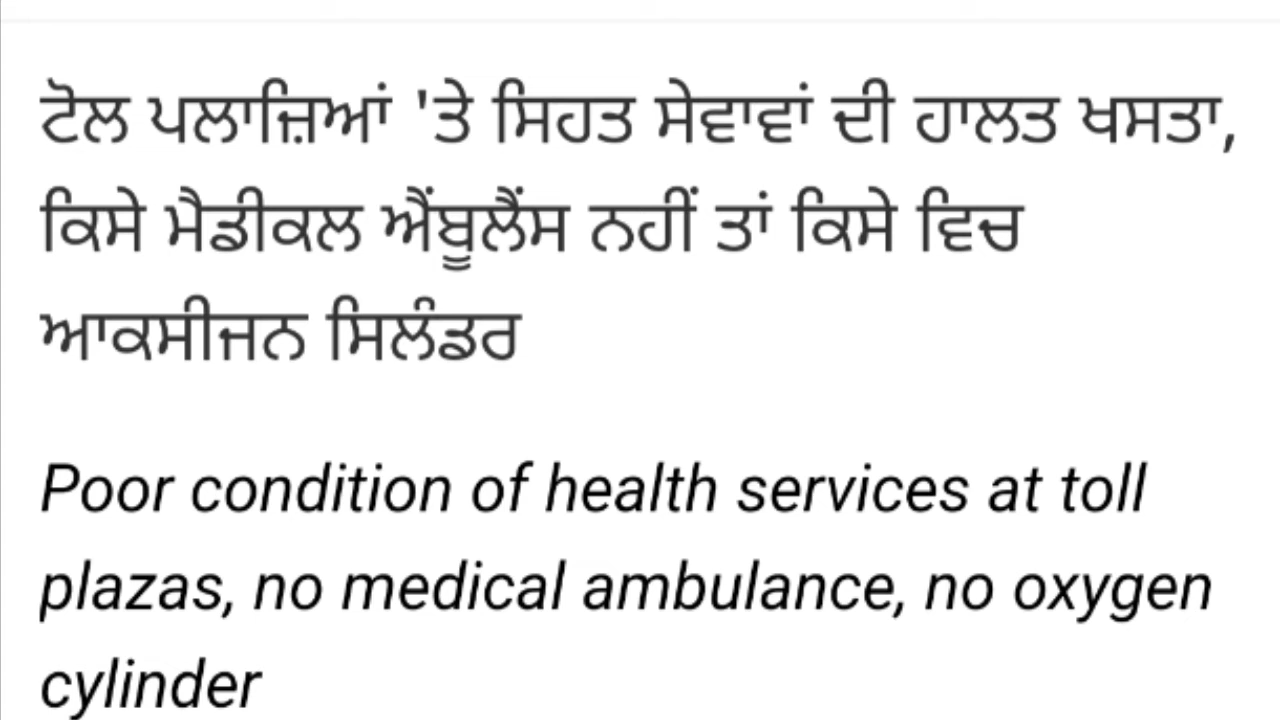 ਟੋਲ ਪਲਾਜ਼ਿਆਂ 'ਤੇ ਸਿਹਤ ਸੇਵਾਵਾਂ ਦੀ ਹਾਲਤ ਖਸਤਾ,
ਕਿਸੇ ਮੈਡੀਕਲ ਐਂਬੂਲੈਂਸ ਨਹੀਂ ਤਾਂ ਕਿਸੇ ਵਿਚ
ਆਕਸੀਜਨ ਸਿਲੰਡਰ
Poor condition of health services at toll
plazas, no medical ambulance, no oxygen
cylinder